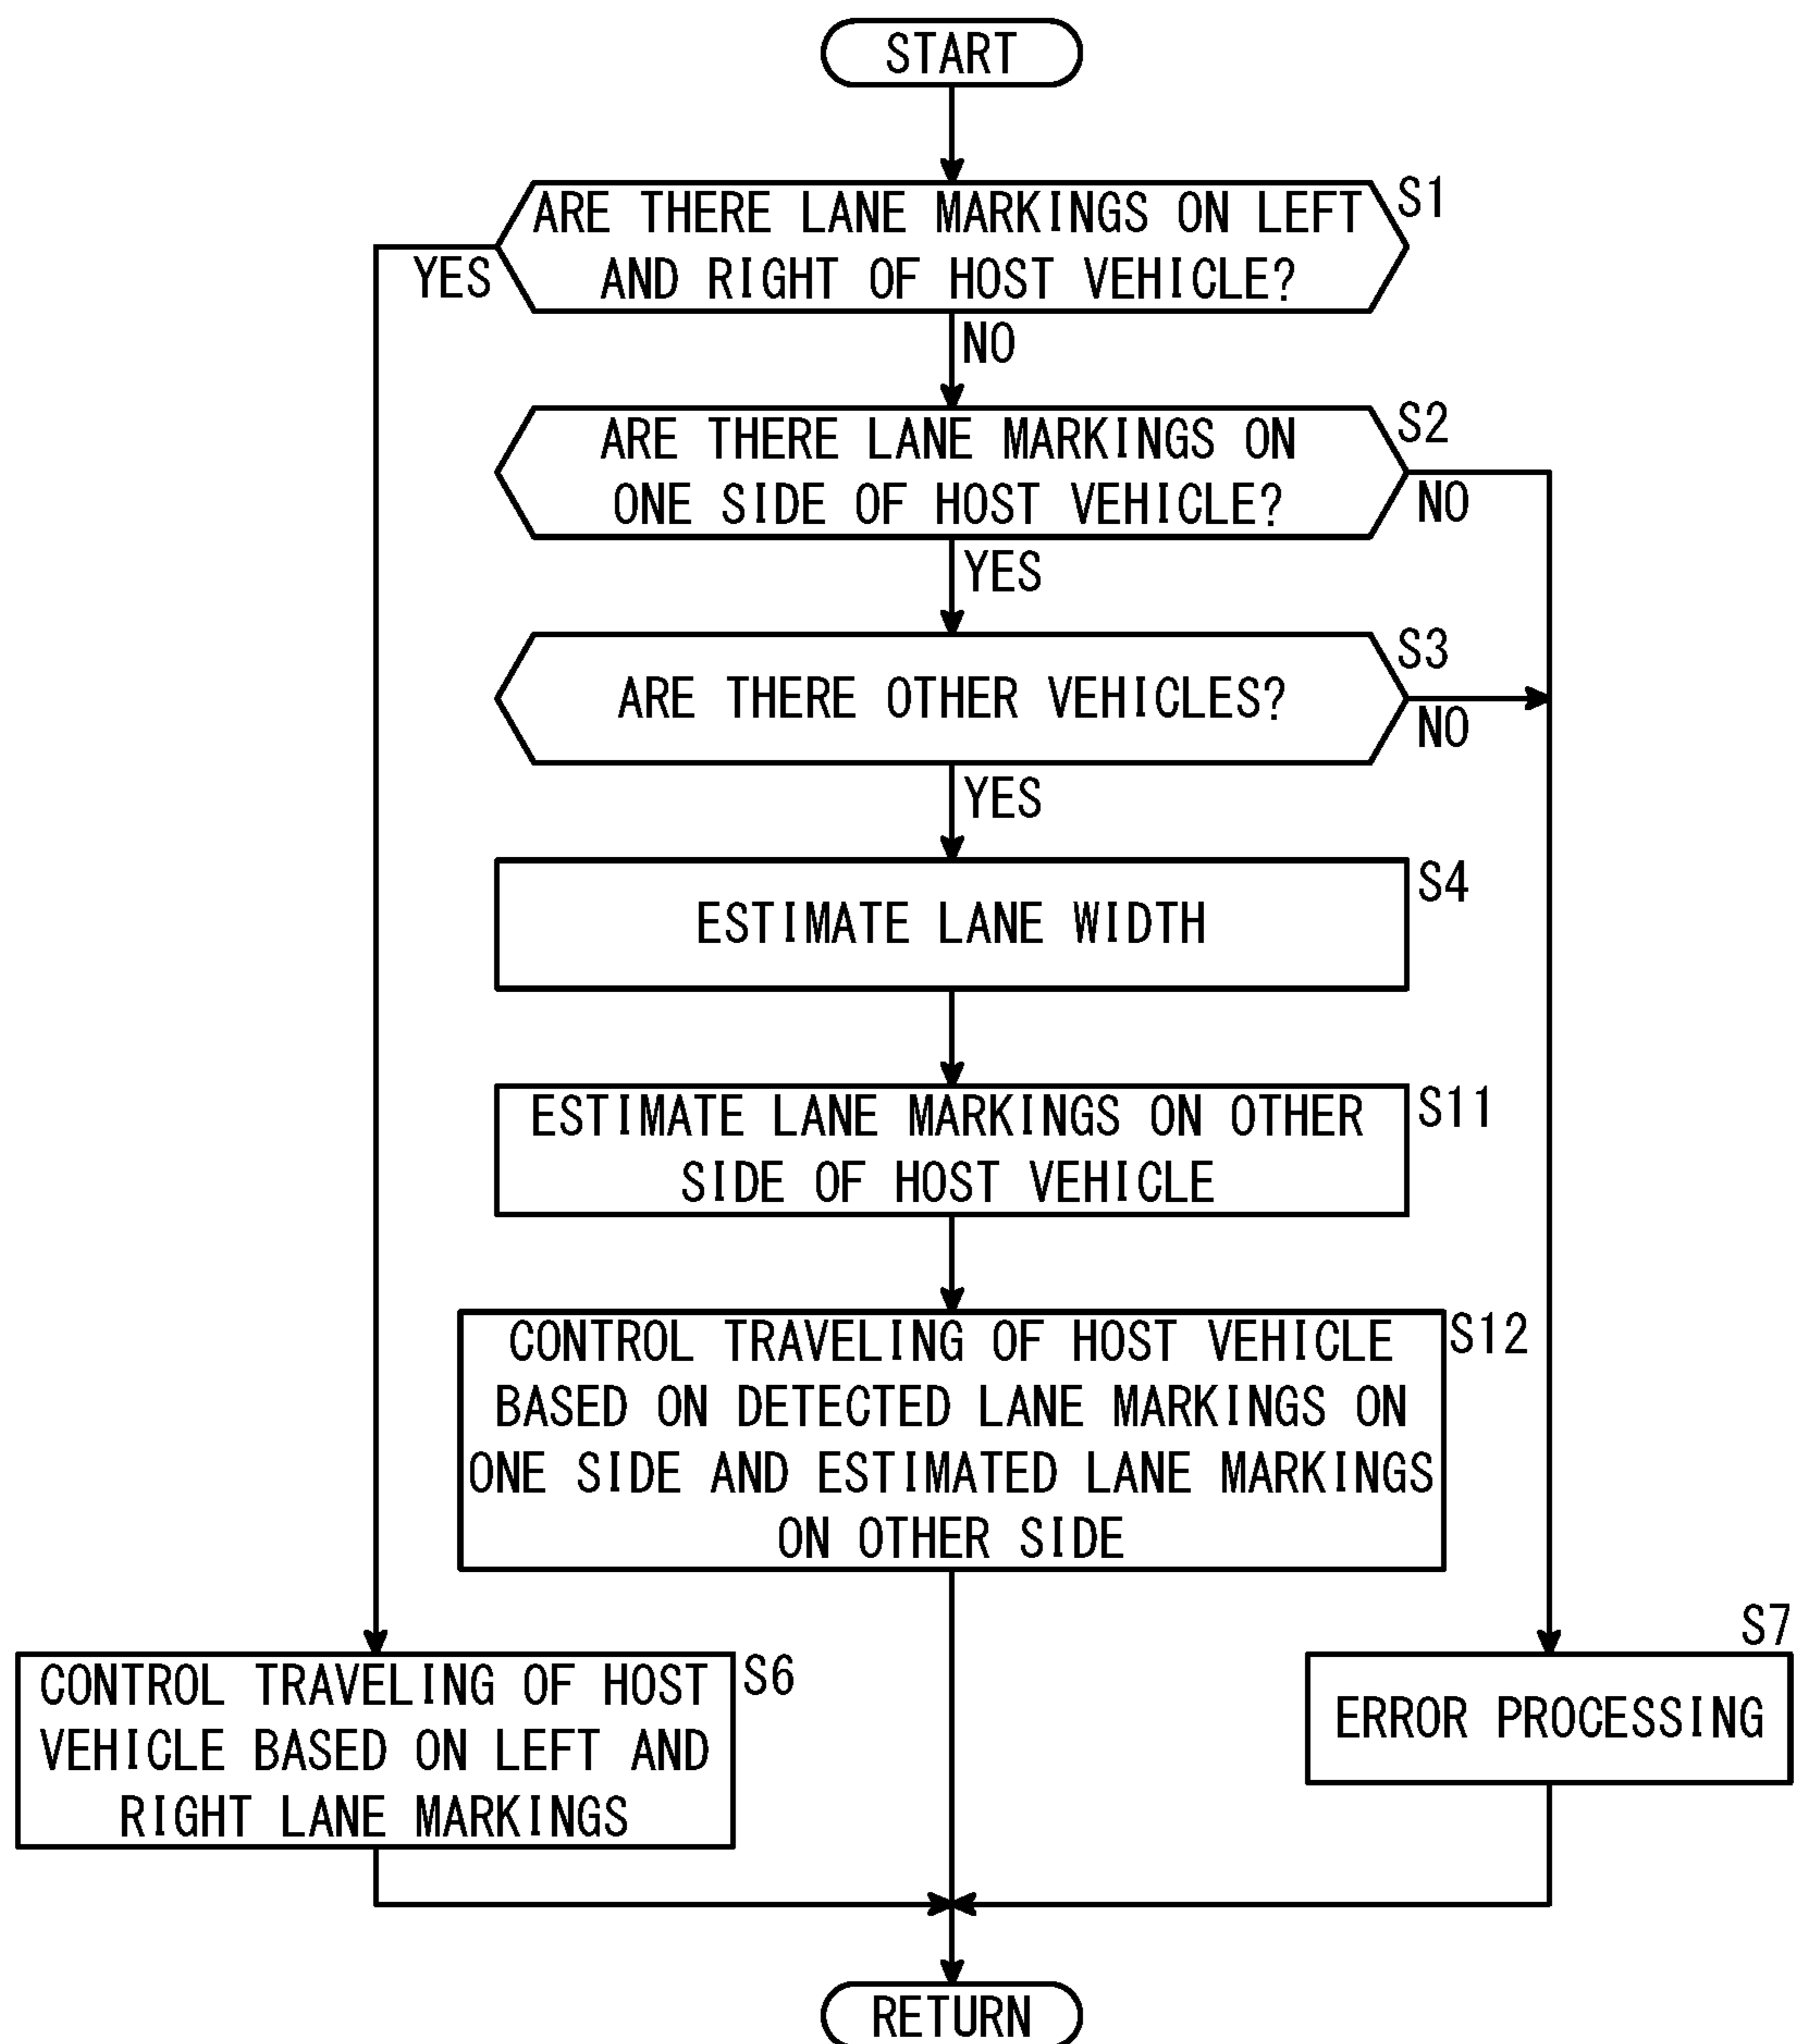 START
ARE THERE LANE MARKINGS ON LEFT
AND RIGHT OF HOST VEHICLE?
S1
YES
NO
ARE THERE LANE MARKINGS ON
ONE SIDE OF HOST VEHICLE?
S2
NO
YES
ARE THERE OTHER VEHICLES?
S3
NO
YES
ESTIMATE LANE WIDTH
S4
ESTIMATE LANE MARKINGS ON OTHER
SIDE OF HOST VEHICLE
S11
CONTROL TRAVELING OF HOST VEHICLE
BASED ON DETECTED LANE MARKINGS ON
ONE SIDE AND ESTIMATED LANE MARKINGS
ON OTHER SIDE
S12
CONTROL TRAVELING OF HOST
VEHICLE BASED ON LEFT AND
RIGHT LANE MARKINGS
S6
S7
ERROR PROCESSING
RETURN